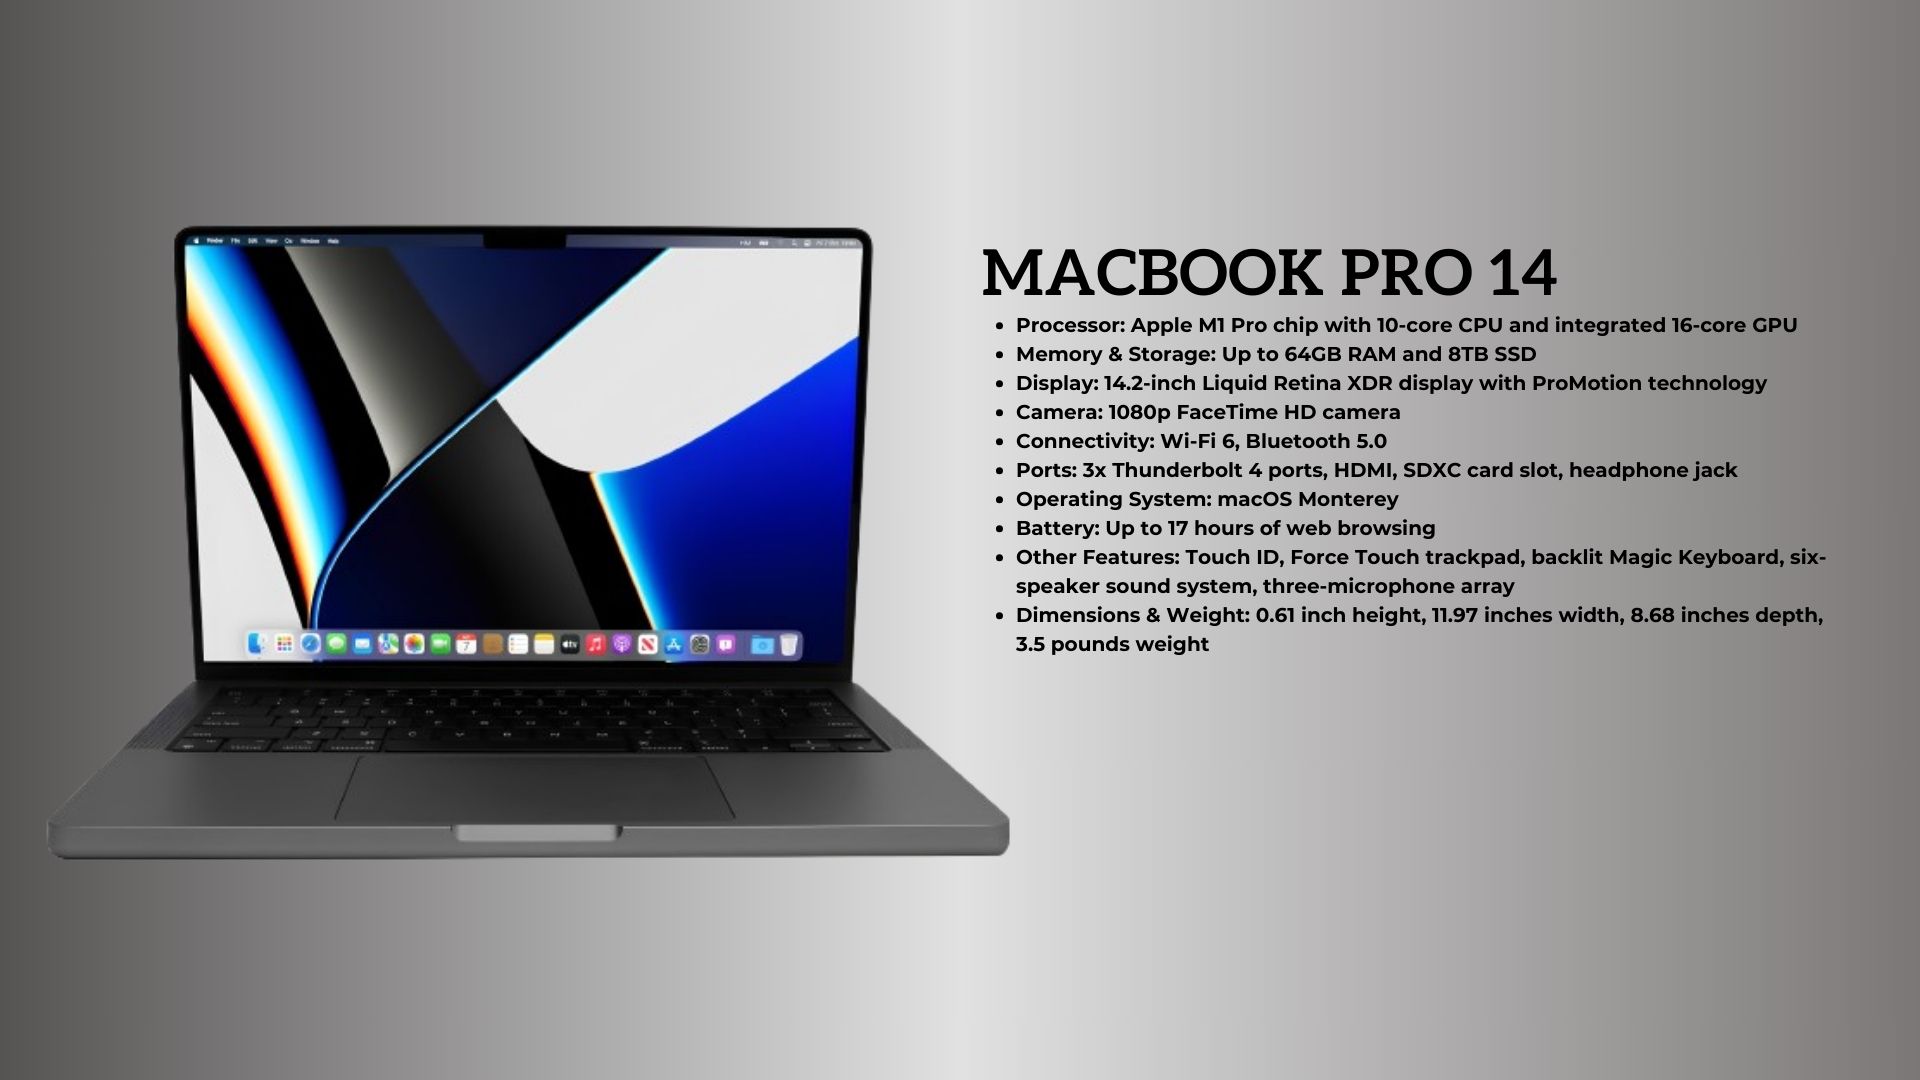 MACBOOK PRO 14
• Processor: Apple M1 Pro chip with 10-core CPU and integrated 16-core GPU
• Memory & Storage: Up to 64GB RAM and 8TB SSD
• Display: 14.2-inch Liquid Retina XDR display with ProMotion technology
• Camera: 1080p FaceTime HD camera
• Connectivity: Wi-Fi 6, Bluetooth 5.0
• Ports: 3x Thunderbolt 4 ports, HDMI, SDXC card slot, headphone jack
• Operating System: macOS Monterey
• Battery: Up to 17 hours of web browsing
• Other Features: Touch ID, Force Touch trackpad, backlit Magic Keyboard, six-
speaker sound system, three-microphone array
• Dimensions & Weight: 0.61 inch height, 11.97 inches width, 8.68 inches depth,
3.5 pounds weight